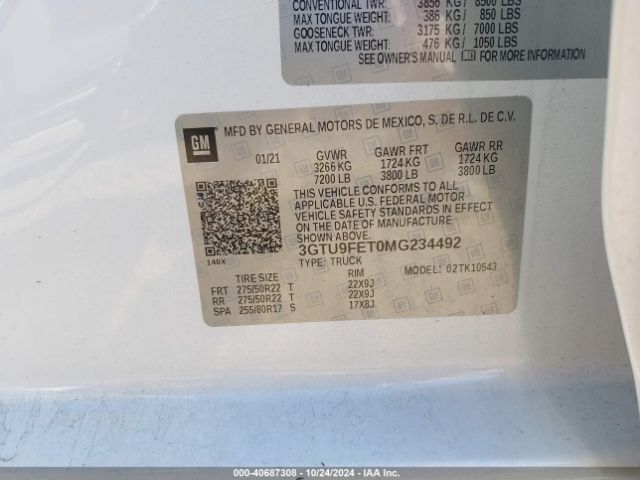 CONVENTIONAL TWR: 3856 KG/ 8500 LBS
MAX TONGUE WEIGHT: 386 KG/ 850 LBS
GOOSENECK TWR: 3175 KG/ 7000 LBS
MAX TONGUE WEIGHT: 476 KG/ 1050 LBS
SEE OWNER'S MANUAL FOR MORE INFORMATION
GM
MFD BY GENERAL MOTORS DE MEXICO, S. DE R.L. DE C.V.
01/21 GVWR GAWR FRT GAWR RR
3266 KG 1724 KG 1724 KG
7200 LB 3800 LB 3800 LB
THIS VEHICLE CONFORMS TO ALL
APPLICABLE U.S. FEDERAL MOTOR
VEHICLE SAFETY STANDARDS IN EFFECT
ON THE DATE OF MANUFACTURE SHOWN ABOVE.
3GTU9FET0MG234492
140X TYPE: TRUCK MODEL: 02TK10543
TIRE SIZE RIM
FRT 275/50R22 T 22X9J
RR 275/50R22 T 22X9J
SPA 255/80R17 S 17X8J
000-40687308 • 10/24/2024 • IAA Inc.